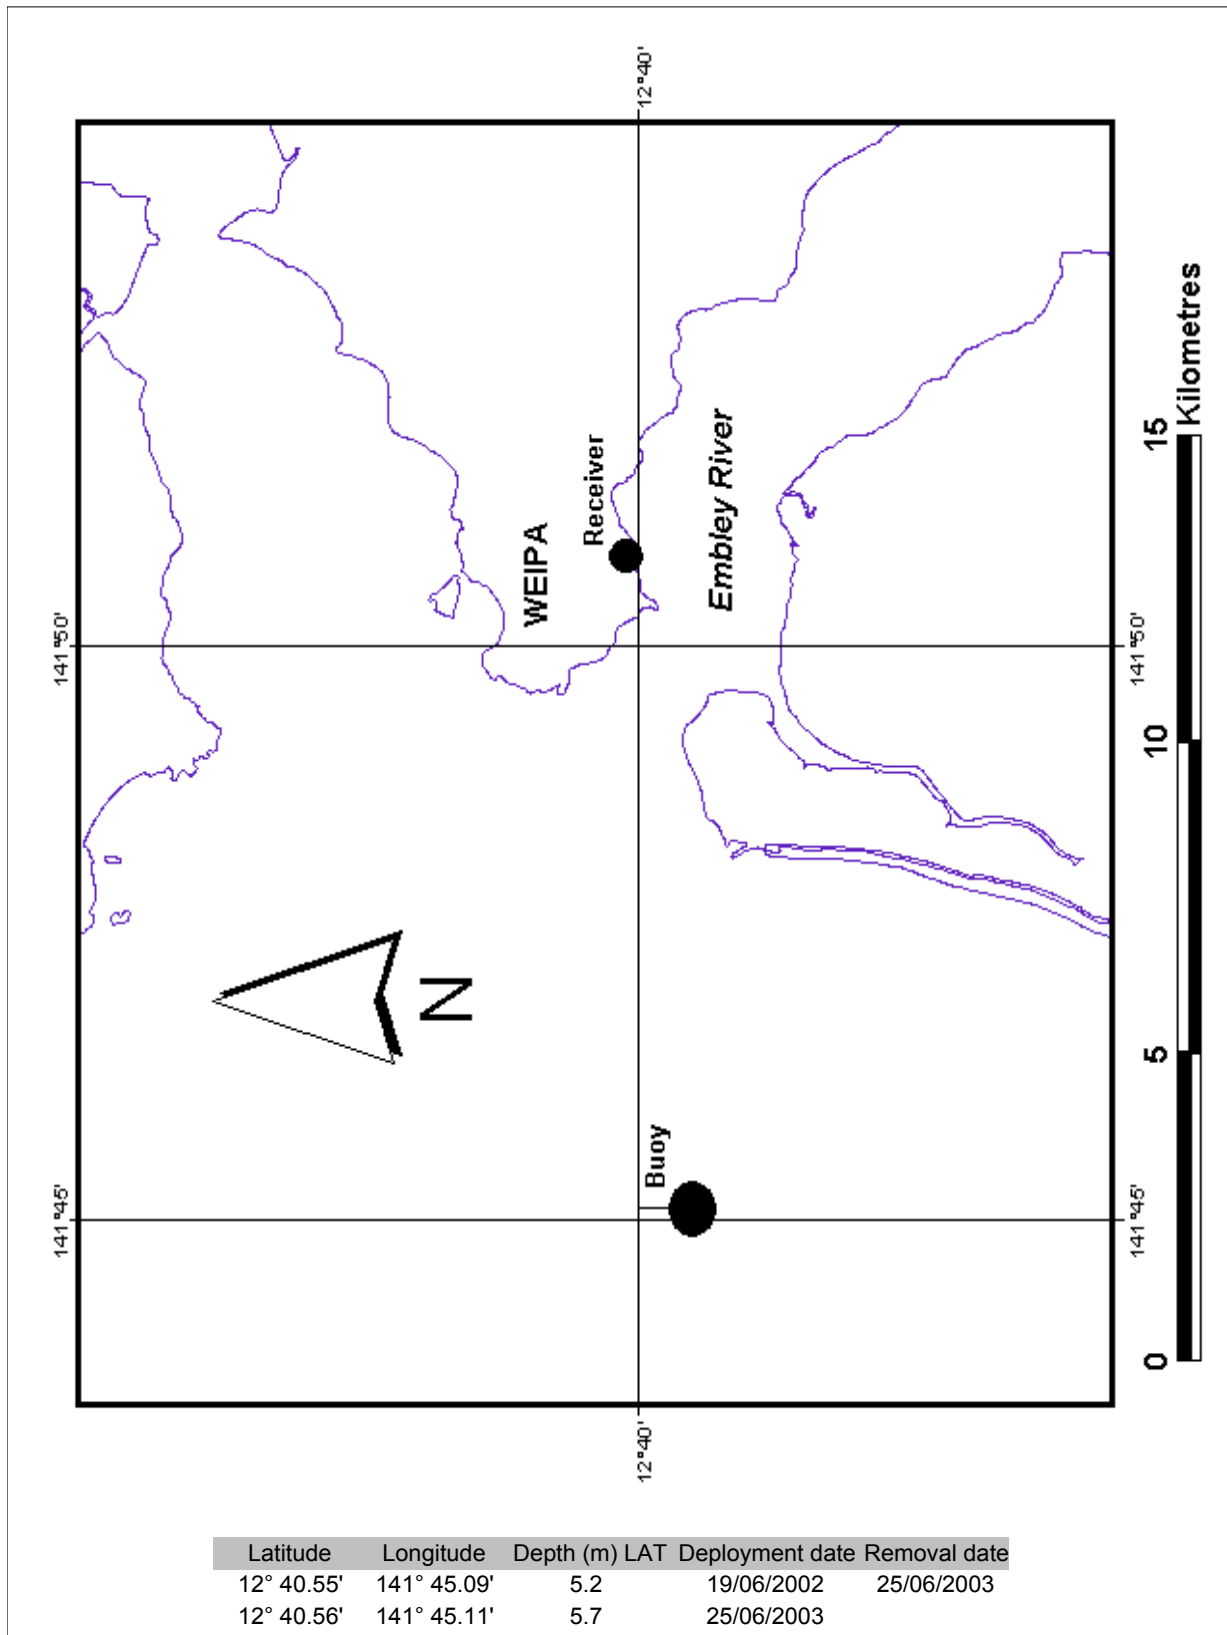 12°40'
141°50'
141°45'
WEIPA
Receiver
Embley River
N
Buoy
141°50'
141°45'
12°40'
0 5 10 15
Kilometres
Latitude Longitude Depth (m) LAT Deployment date Removal date
12° 40.55' 141° 45.09' 5.2 19/06/2002 25/06/2003
12° 40.56' 141° 45.11' 5.7 25/06/2003